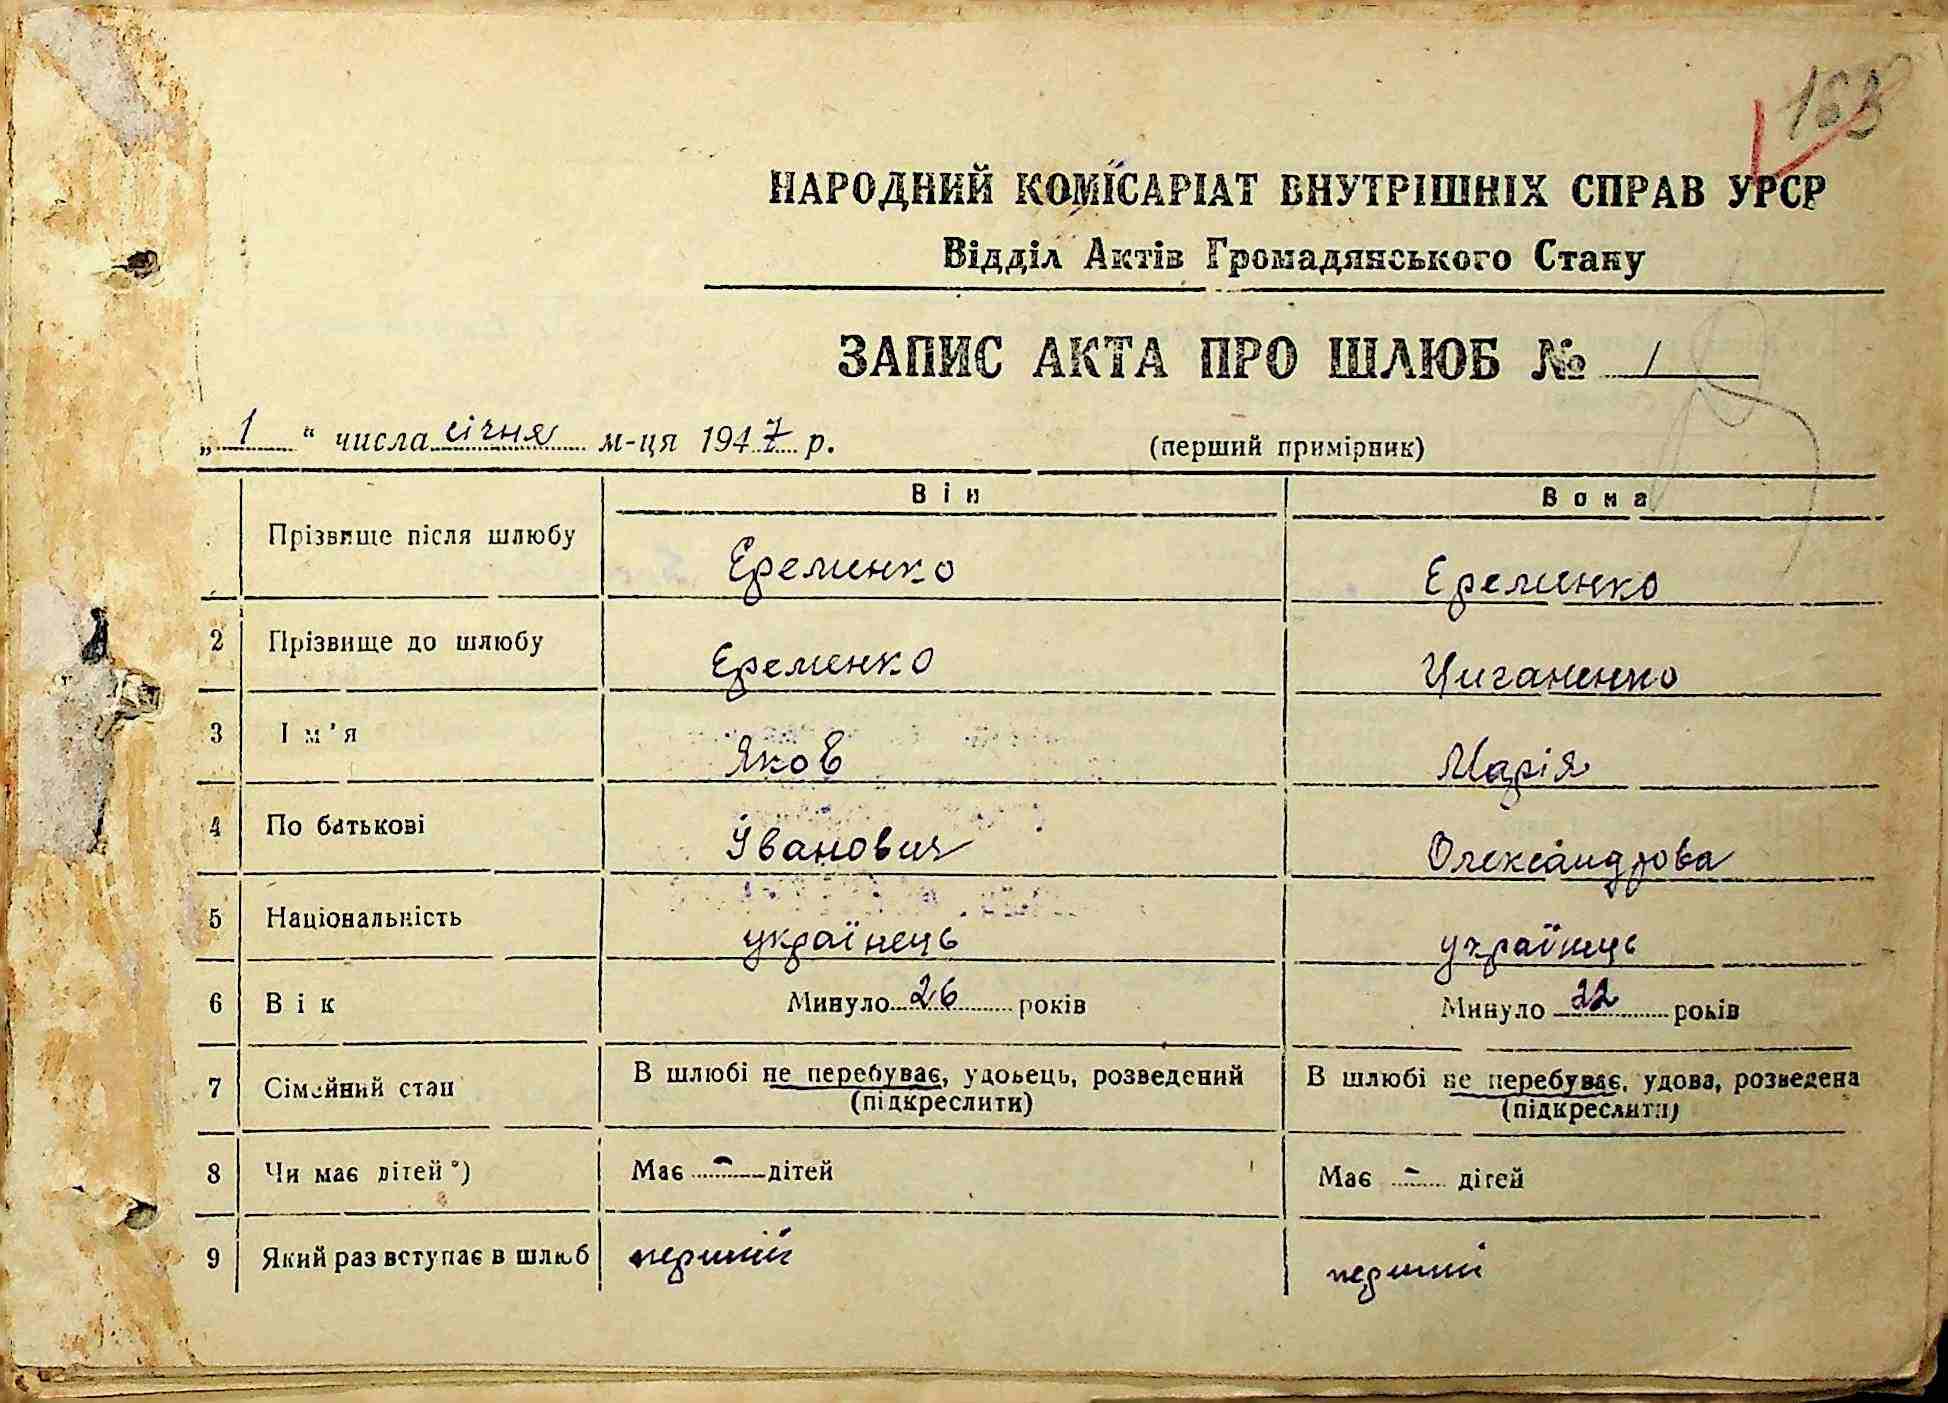 163
НАРОДНИЙ КОМІСАРІАТ ВНУТРІШНІХ СПРАВ УРСР
Відділ Актів Громадянського Стану
ЗАПИС АКТА ПРО ШЛЮБ № 1
„ 1 “ числа січня м-ця 1947 р. (перший примірник)
Він Вона
Прізвище після шлюбу Еременко Еременко
2 Прізвище до шлюбу Еременко Циганенко
3 Ім'я Яков Марія
4 По батькові Иванович Олександрова
5 Національність українець українець
6 Вік Минуло 26 років Минуло 22 років
7 Сімейний стан В шлюбі не перебуває, удовець, розведений (підкреслити) В шлюбі не перебуває, удова, розведена (підкреслити)
8 Чи має дітей*) Має - дітей Має - дітей
9 Який раз вступає в шлюб перший перший